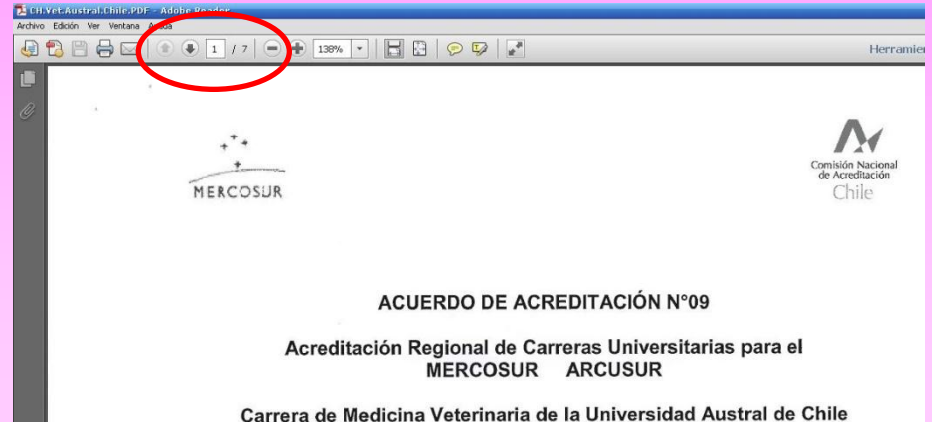 CH.Vet.Austral.Chile.PDF - Adobe Reader
Archivo Edición Ver Ventana Ayuda
1 / 7 138%
Herramie
MERCOSUR
Comisión Nacional
de Acreditación
Chile
ACUERDO DE ACREDITACIÓN N°09
Acreditación Regional de Carreras Universitarias para el
MERCOSUR ARCUSUR
Carrera de Medicina Veterinaria de la Universidad Austral de Chile